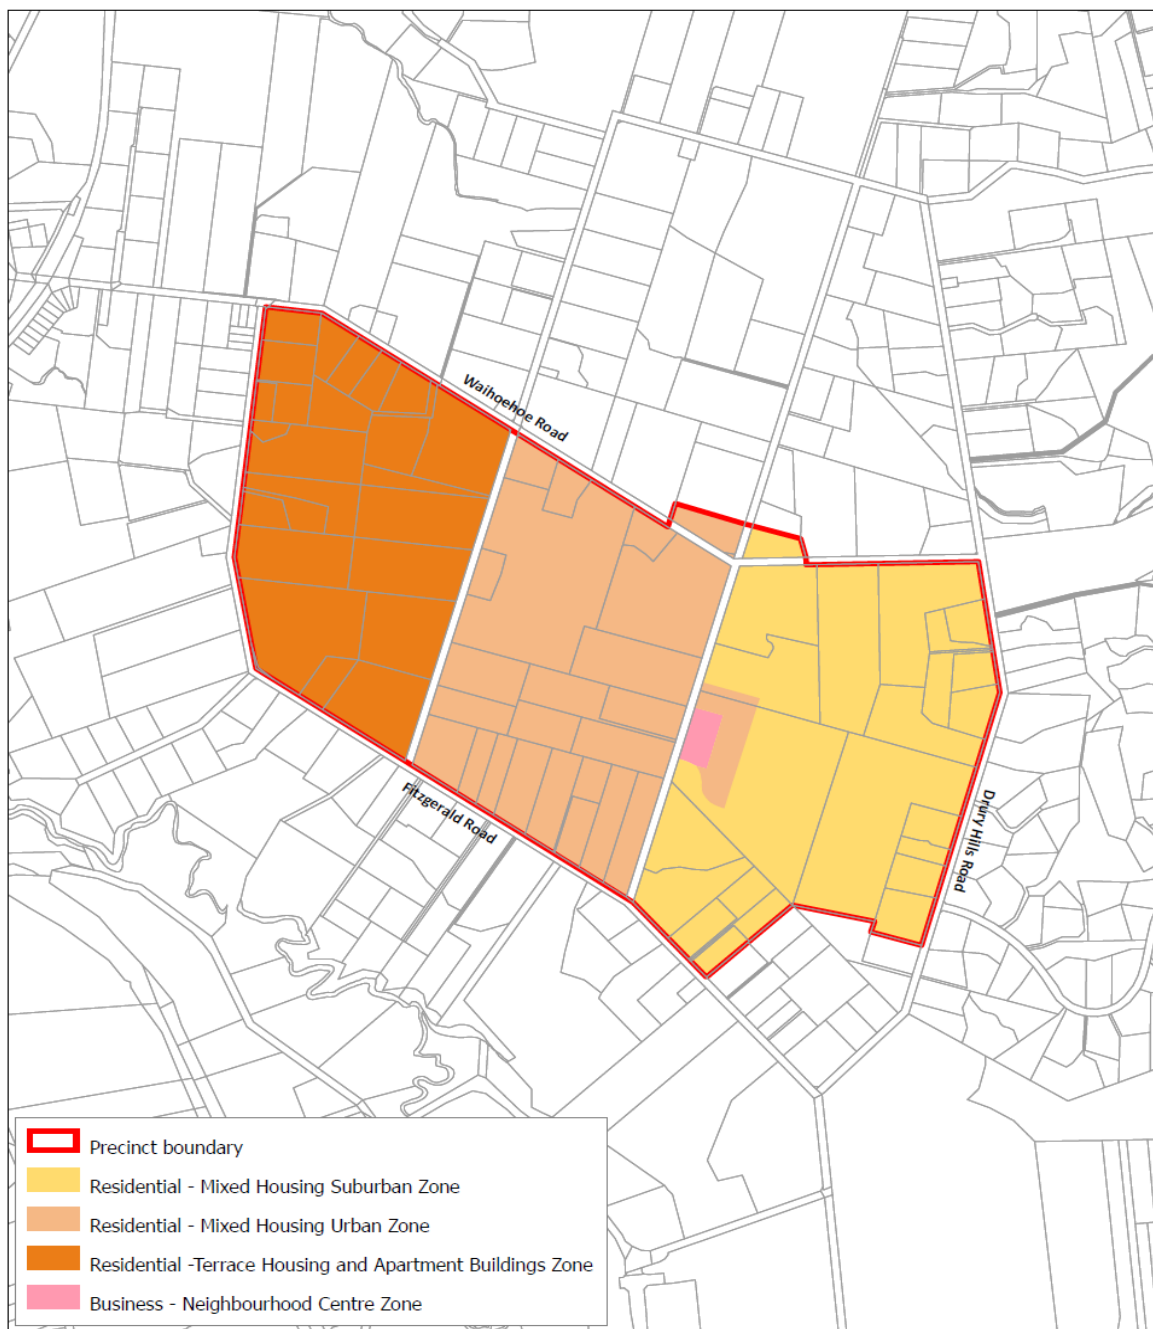 Waihoehoe Road
Fitzgerald Road
Drury Hills Road
Precinct boundary
Residential - Mixed Housing Suburban Zone
Residential - Mixed Housing Urban Zone
Residential -Terrace Housing and Apartment Buildings Zone
Business - Neighbourhood Centre Zone